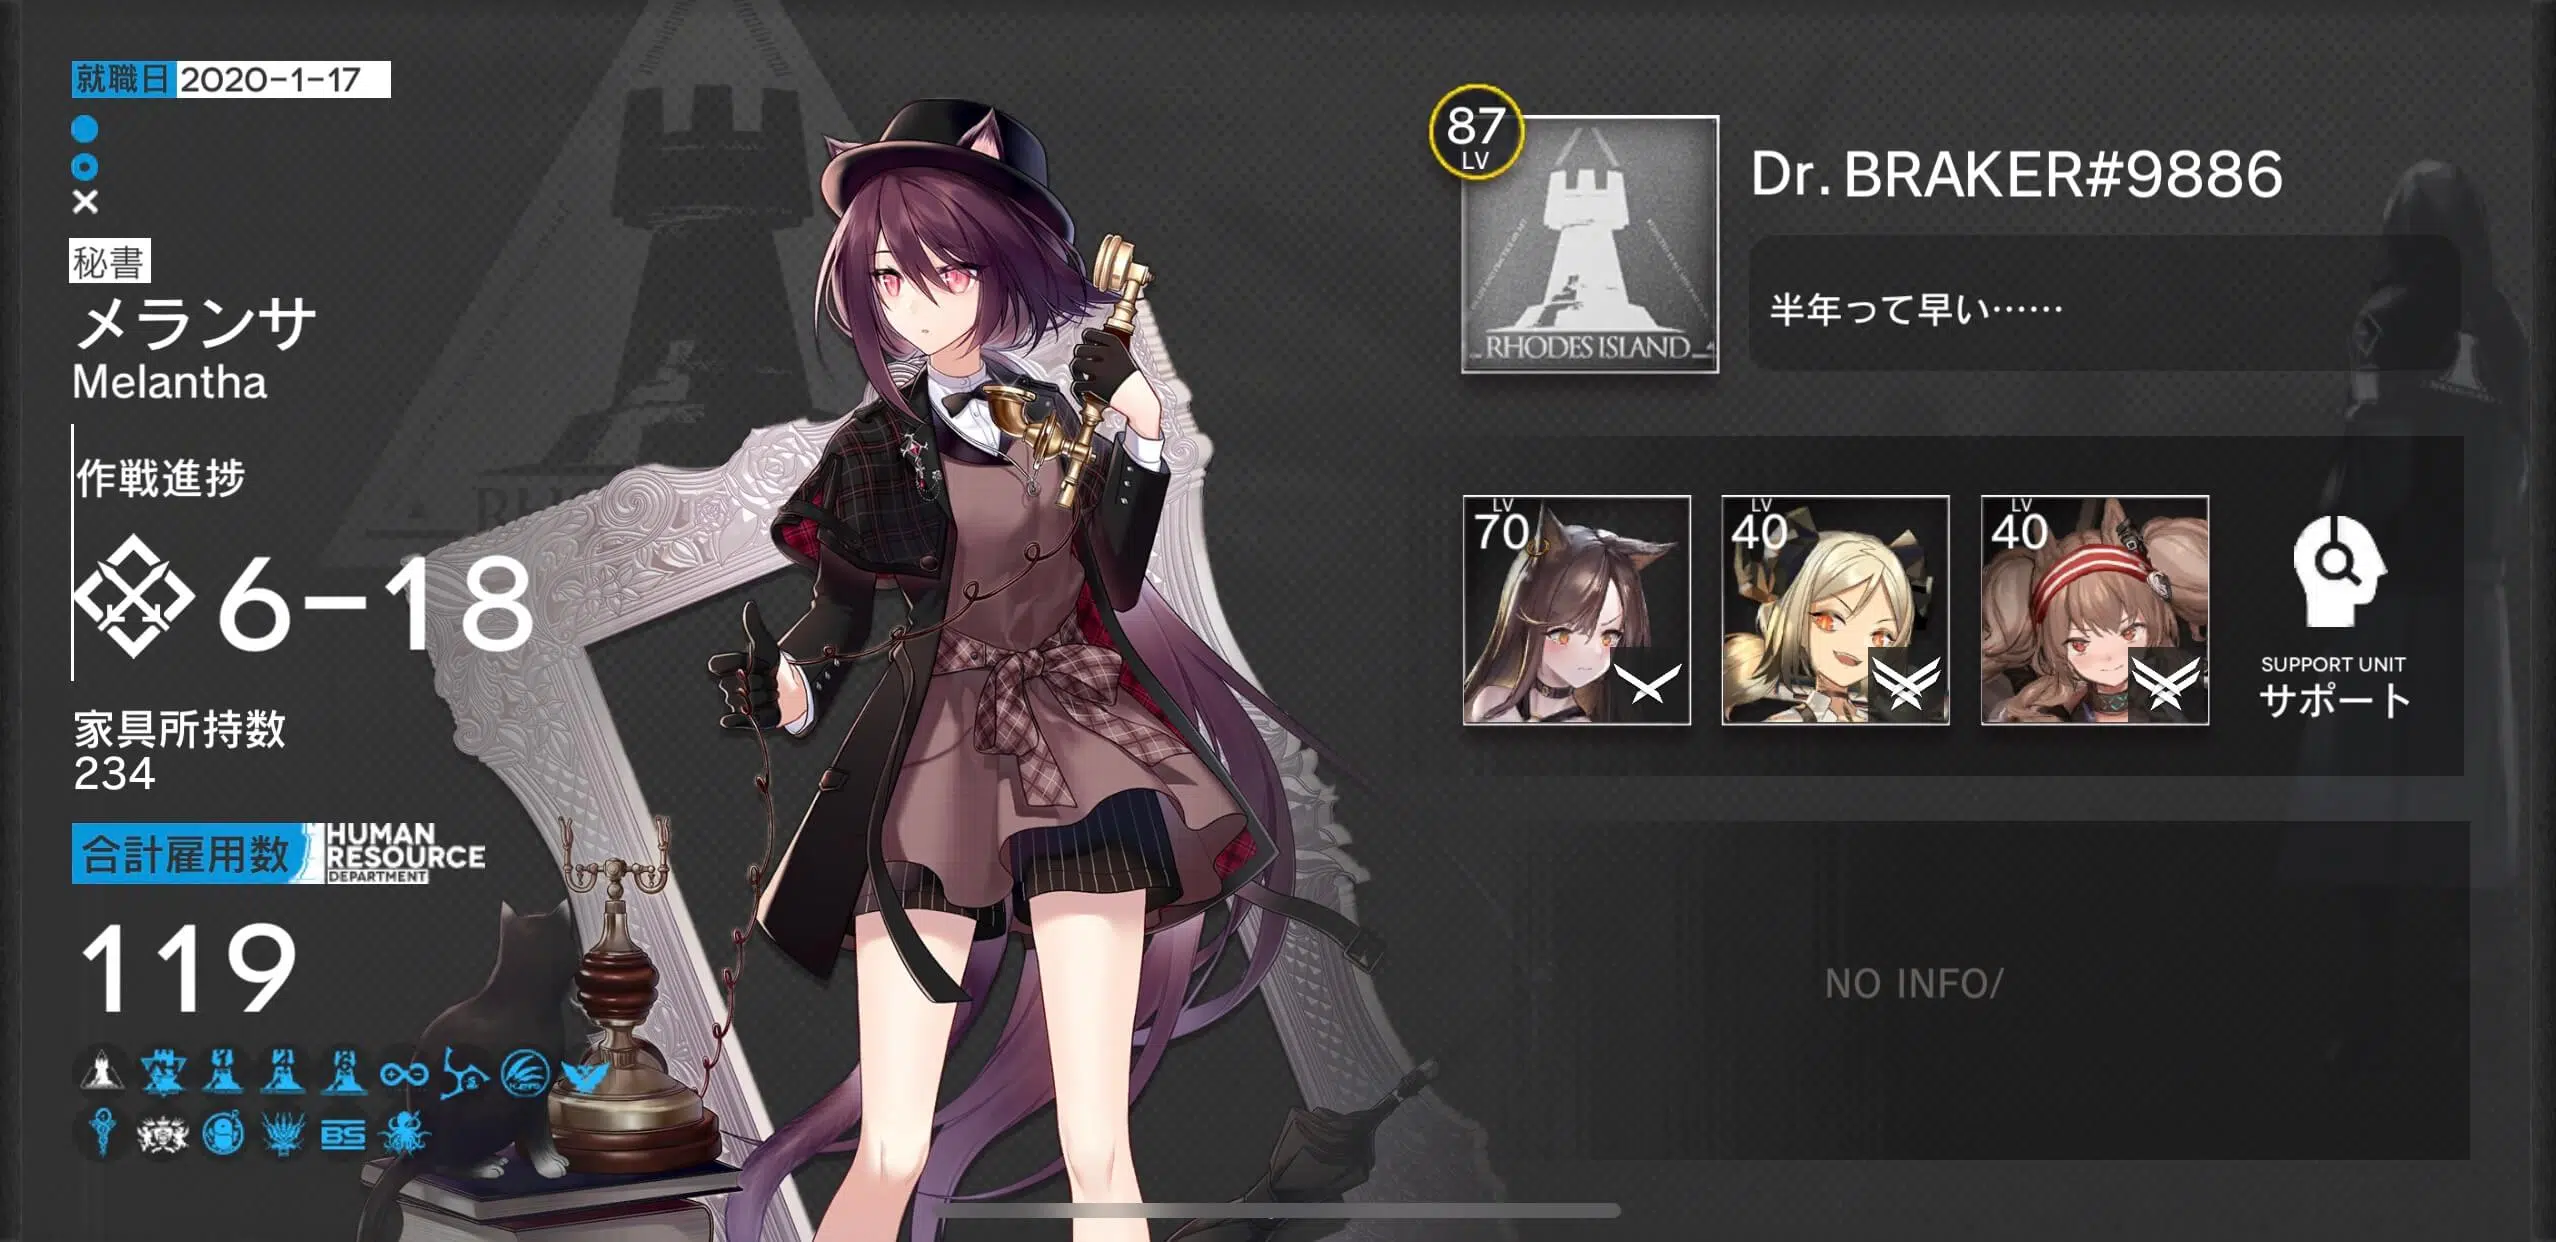 就職日 2020-1-17
秘書
メランサ
Melantha
作戦進捗
6-18
家具所持数
234
合計雇用数
HUMAN
RESOURCE
DEPARTMENT
119
BS
87
LV
RHODES ISLAND
Dr. BRAKER#9886
半年って早い……
LV
70
LV
40
LV
40
SUPPORT UNIT
サポート
NO INFO/